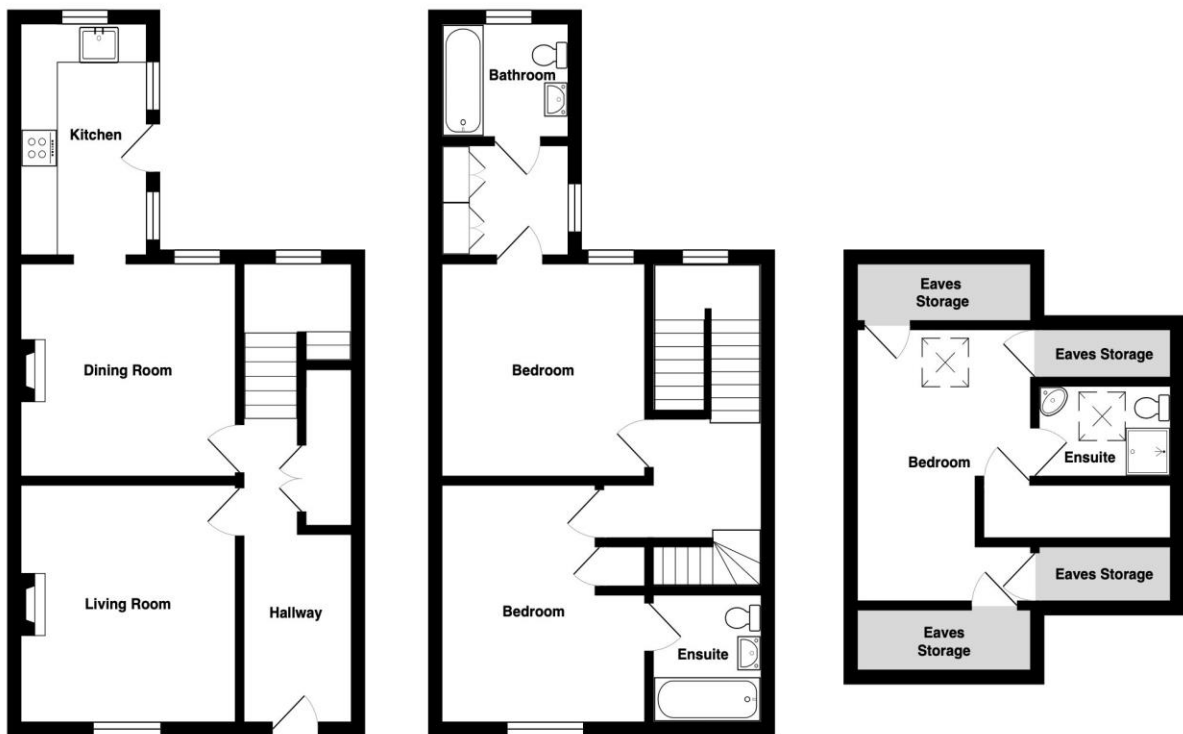 Kitchen
Dining Room
Living Room
Hallway
Bathroom
Bedroom
Bedroom
Ensuite
Eaves
Storage
Eaves Storage
Bedroom
Ensuite
Eaves Storage
Eaves
Storage